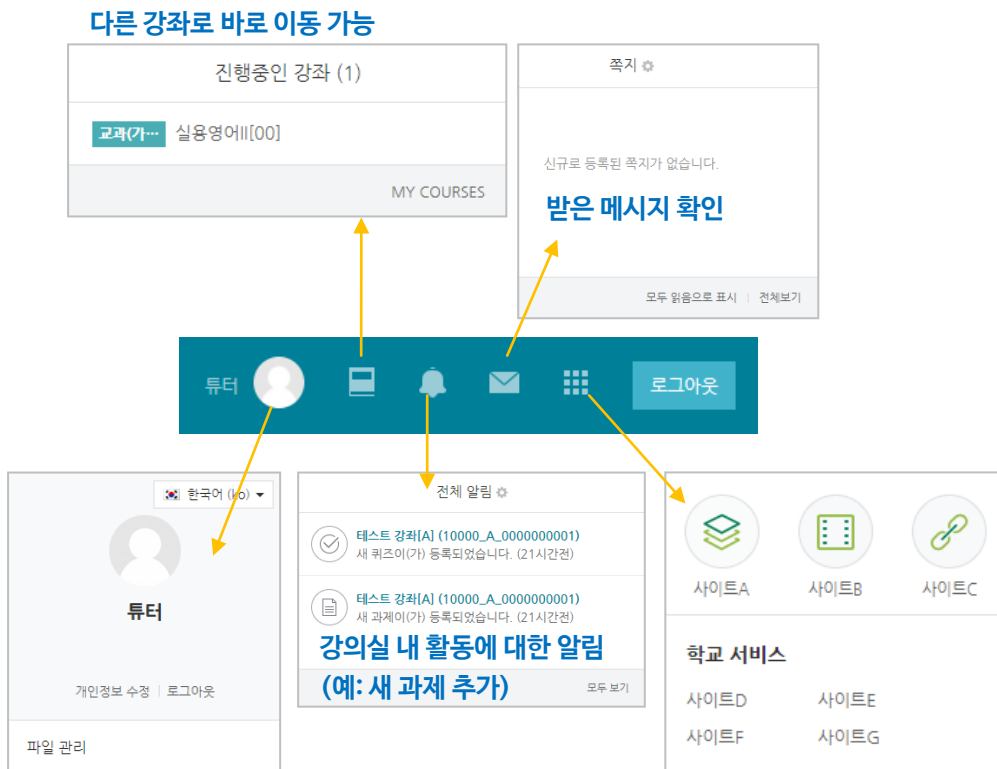 다른 강좌로 바로 이동 가능
진행중인 강좌 (1)
교과(가··· 실용영어II[00]
MY COURSES
쪽지
신규로 등록된 쪽지가 없습니다.
받은 메시지 확인
모두 읽음으로 표시 | 전체보기
튜터
로그아웃
한국어 (ko)
튜터
개인정보 수정 | 로그아웃
파일 관리
전체 알림
테스트 강좌[A] (10000_A_0000000001)
새 퀴즈이(가) 등록되었습니다. (21시간전)
테스트 강좌[A] (10000_A_0000000001)
새 과제이(가) 등록되었습니다. (21시간전)
강의실 내 활동에 대한 알림
(예: 새 과제 추가)
모두 보기
사이트A 사이트B 사이트C
학교 서비스
사이트D 사이트E
사이트F 사이트G